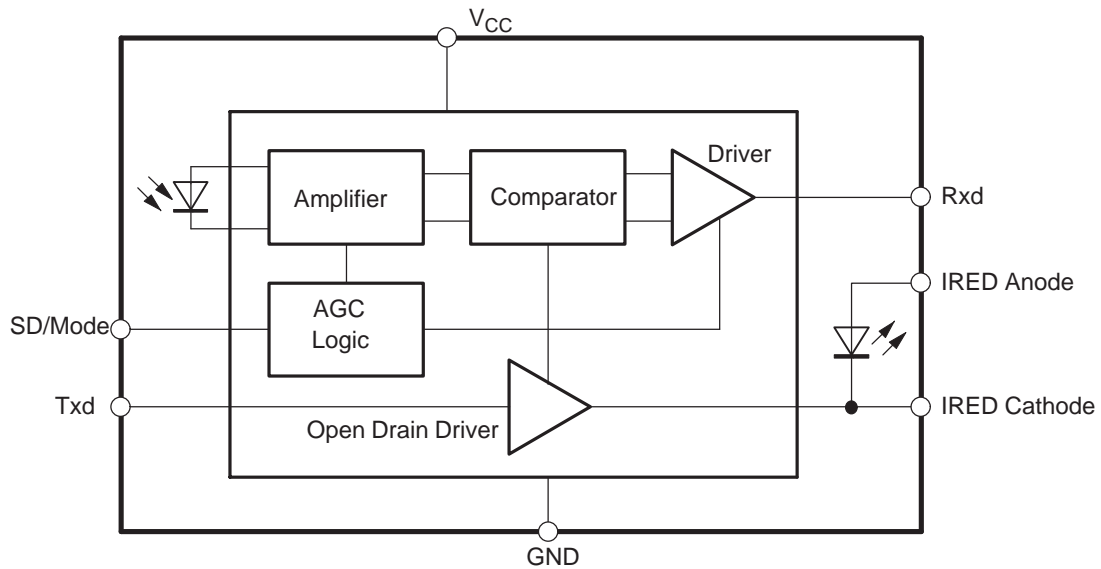 VCC
Driver
Amplifier
Comparator
Rxd
IRED Anode
SD/Mode
AGC
Logic
Txd
Open Drain Driver
IRED Cathode
GND